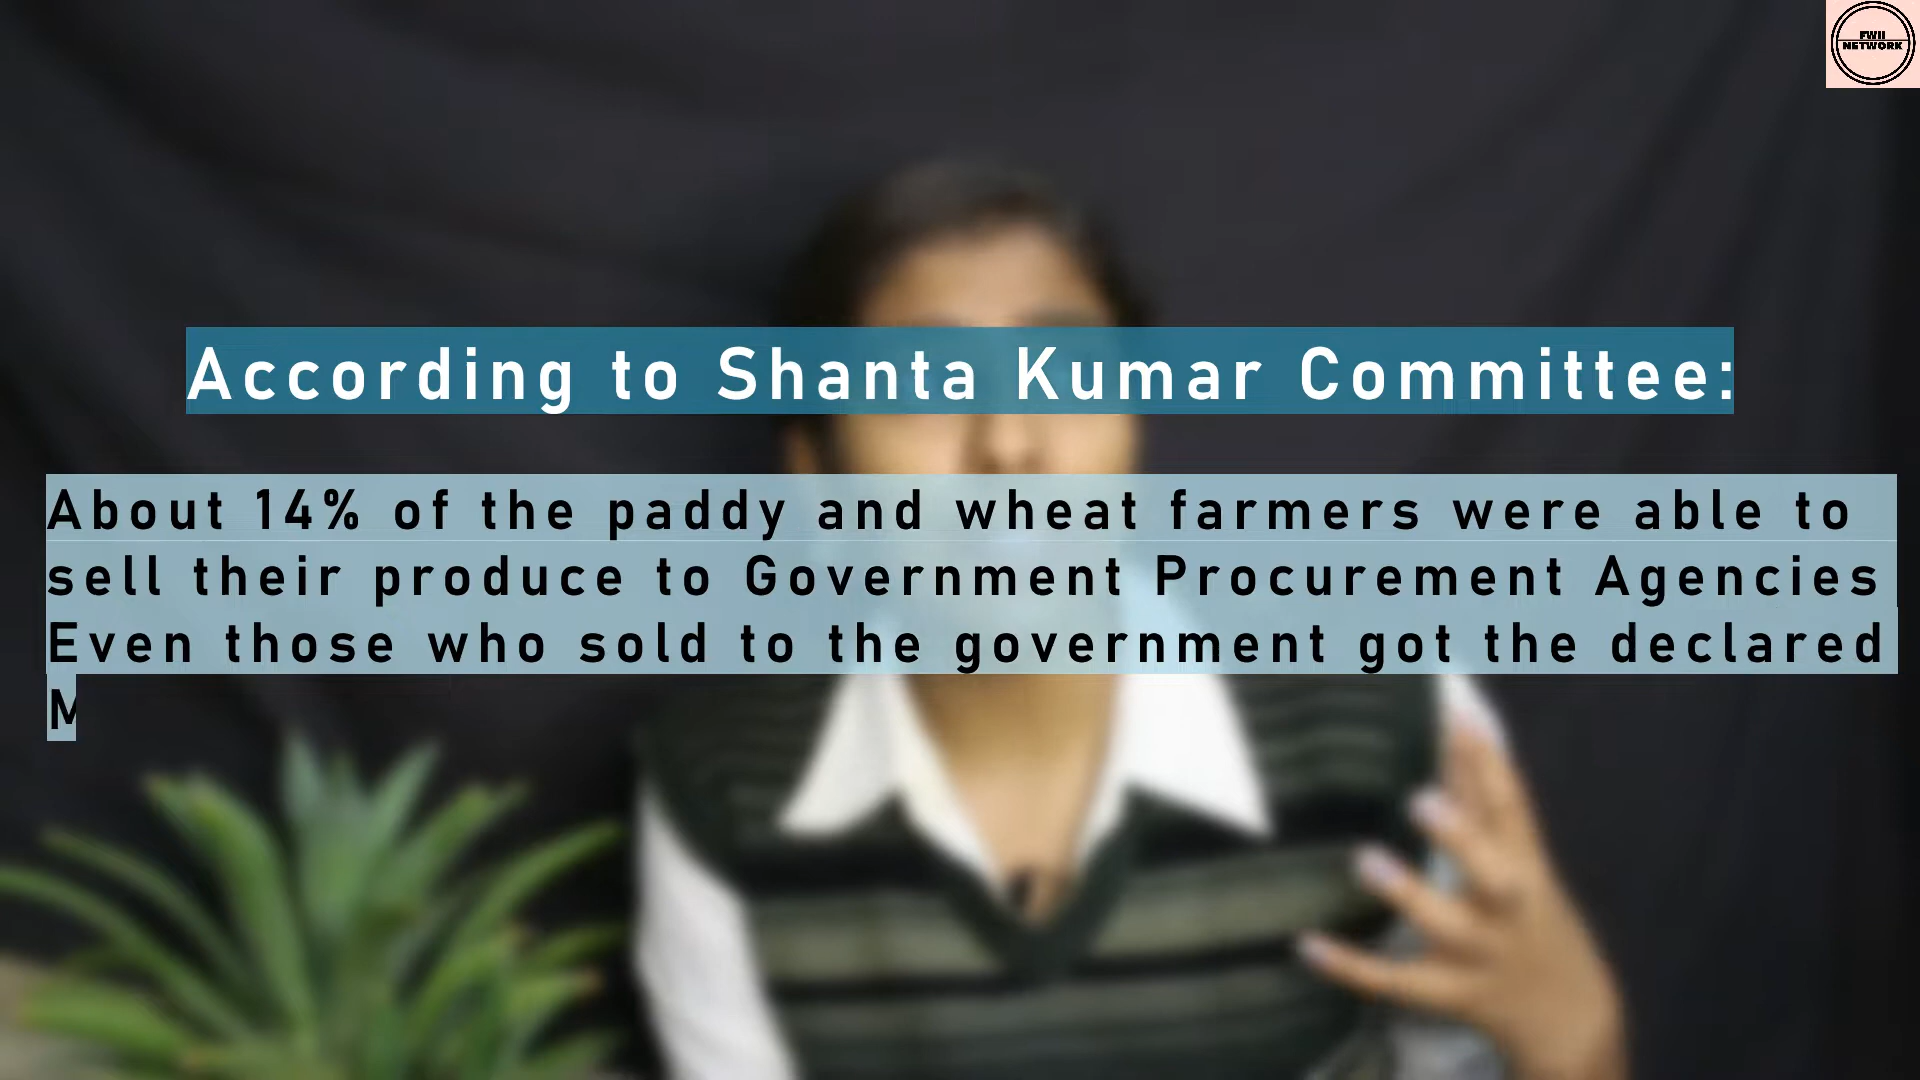 FWII
NETWORK
According to Shanta Kumar Committee:
About 14% of the paddy and wheat farmers were able to
sell their produce to Government Procurement Agencies
Even those who sold to the government got the declared
M